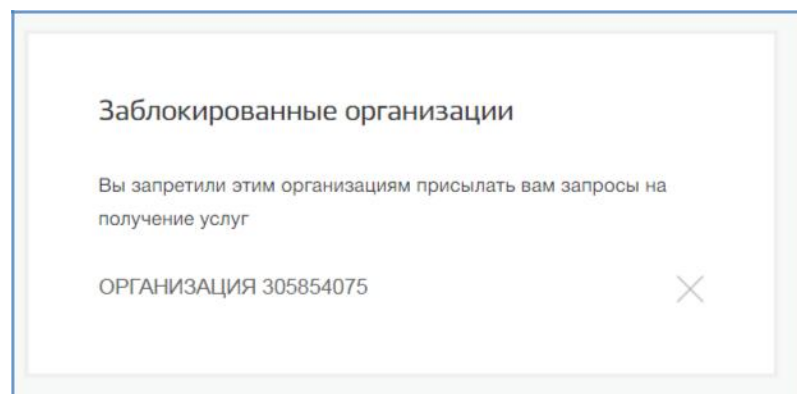 Заблокированные организации
Вы запретили этим организациям присылать вам запросы на
получение услуг
ОРГАНИЗАЦИЯ 305854075